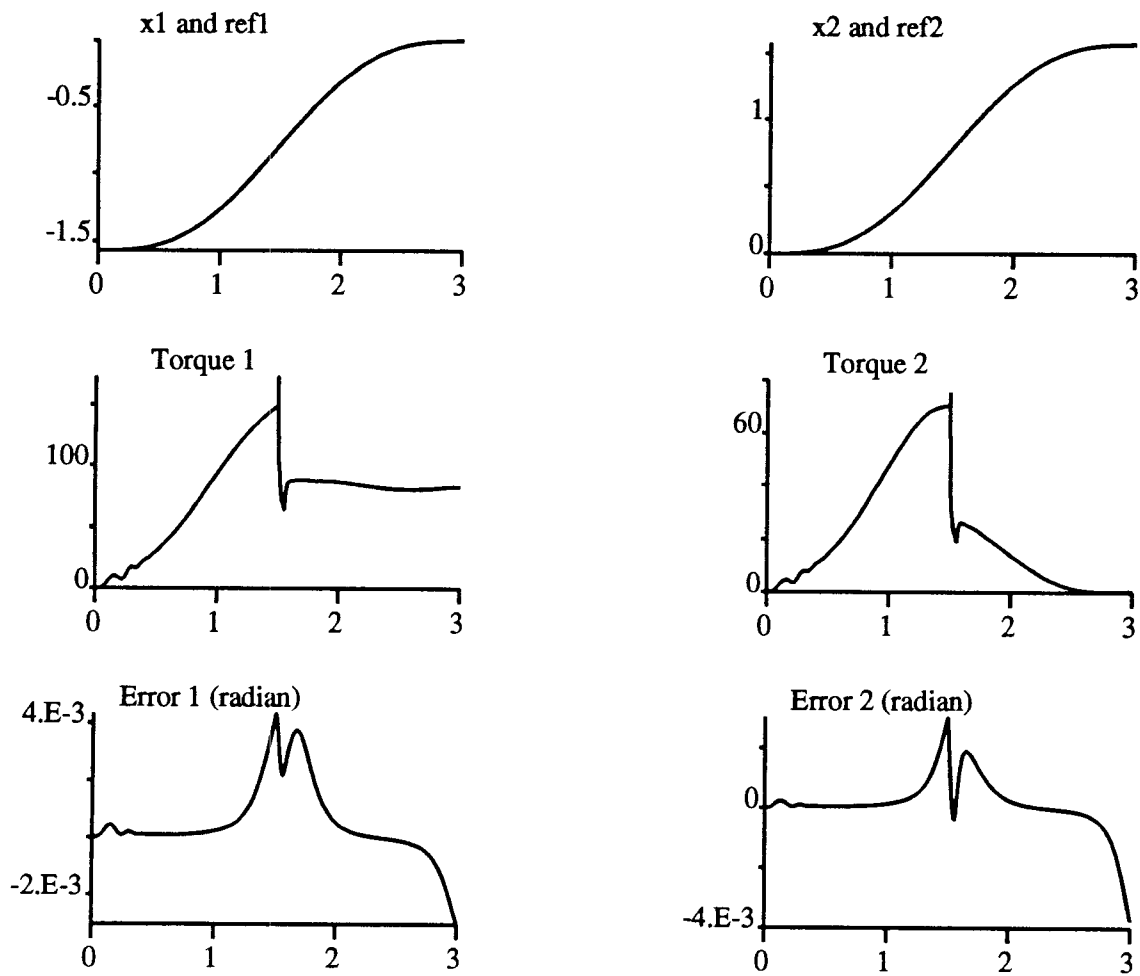 x1 and ref1
-0.5
-1.5
0 1 2 3
x2 and ref2
1
0
0 1 2 3
Torque 1
100
0
0 1 2 3
Torque 2
60
0
0 1 2 3
Error 1 (radian)
4.E-3
-2.E-3
0 1 2 3
Error 2 (radian)
0
-4.E-3
0 1 2 3